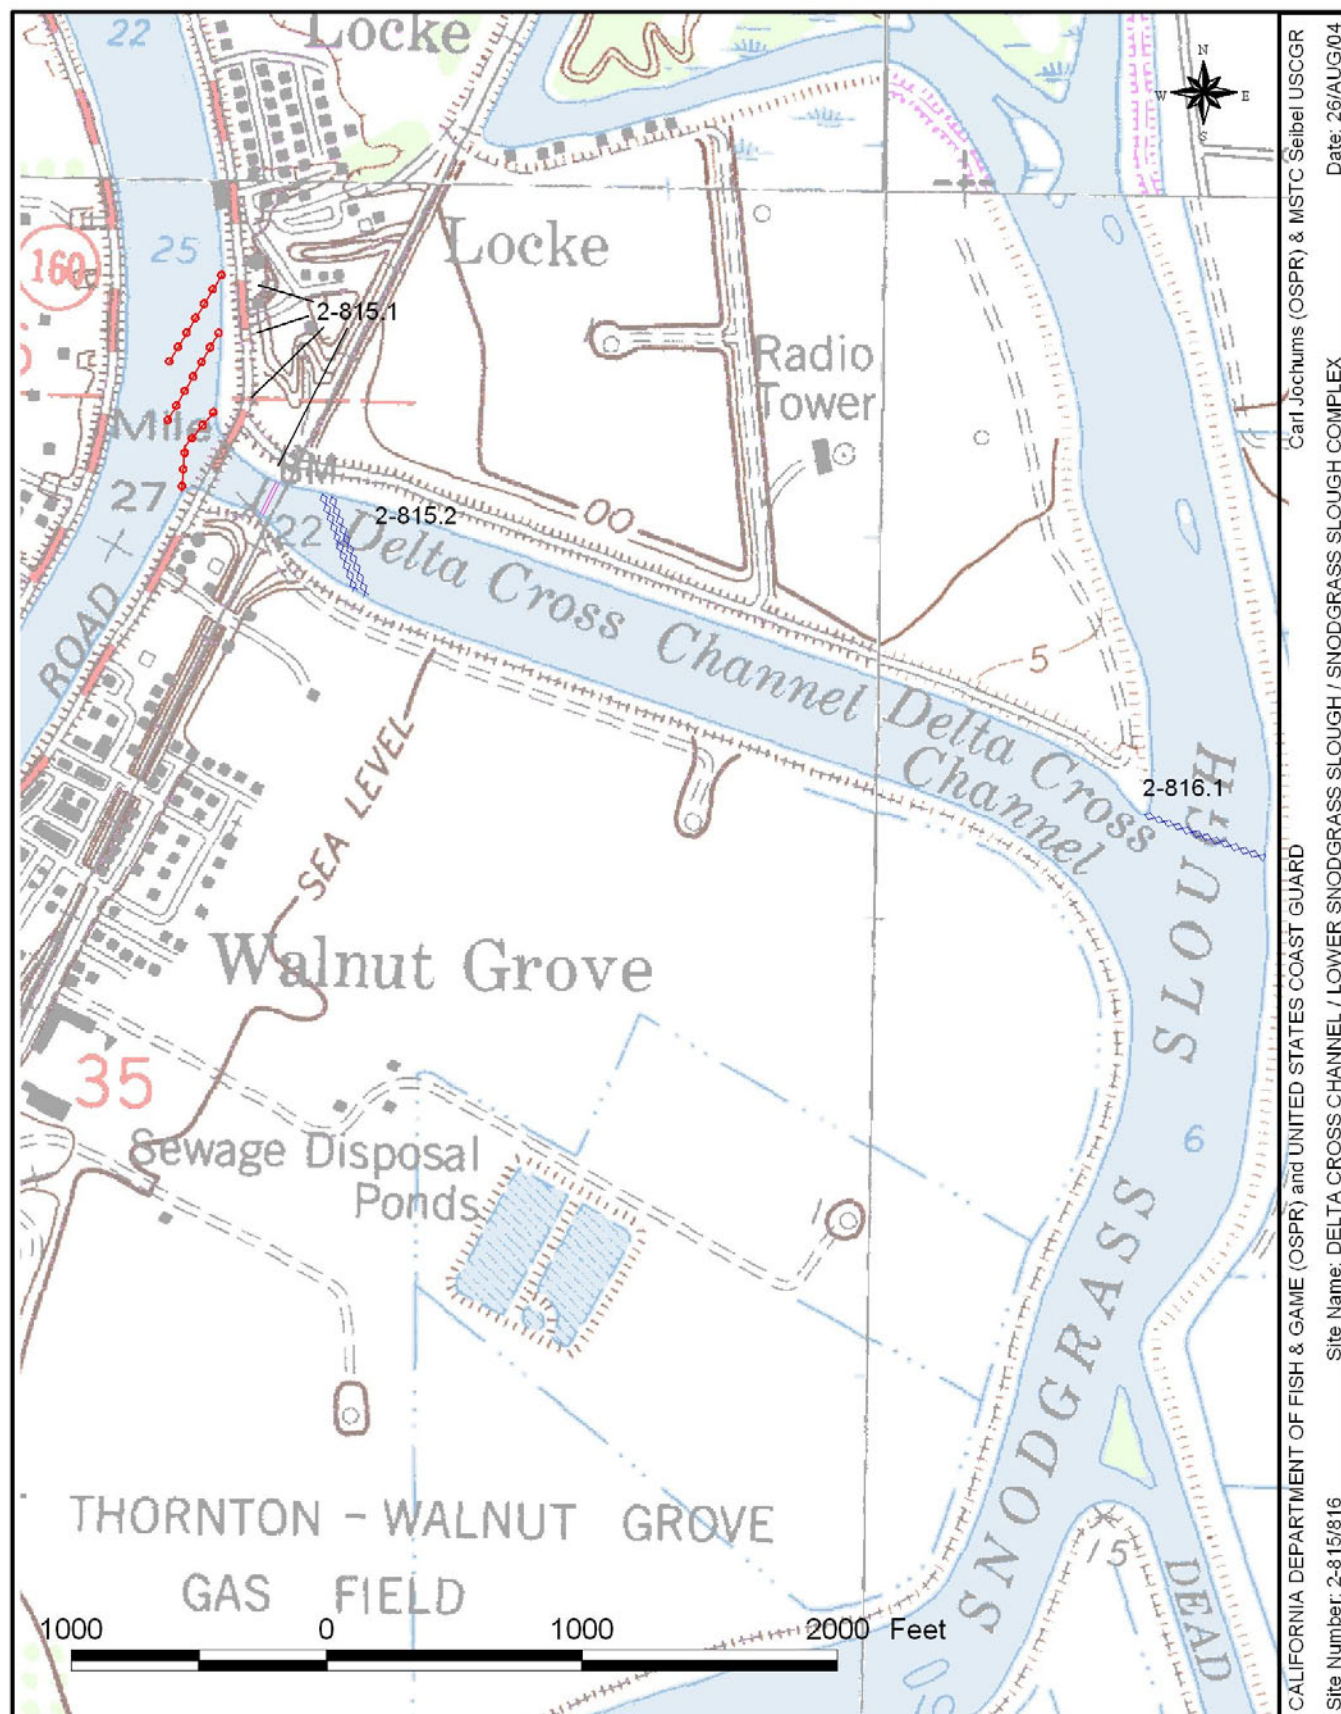 22
Locke
25
Locke
160
2-815.1
Radio
Tower
Mile
27
BM
22
2-815.2
00
Delta Cross Channel
Delta Cross
Channel
5
ROAD
SEA LEVEL
2-816.1
Walnut Grove
35
Sewage Disposal
Ponds
SNODGRASS SLOUGH
6
15
DEAD
THORNTON - WALNUT GROVE
GAS FIELD
1000 0 1000 2000 Feet
N
W E
S
CALIFORNIA DEPARTMENT OF FISH & GAME (OSPR) and UNITED STATES COAST GUARD Carl Jochums (OSPR) & MSTC Seibel USCGR
Site Number: 2-815/816 Site Name: DELTA CROSS CHANNEL / LOWER SNODGRASS SLOUGH / SNODGRASS SLOUGH COMPLEX Date: 26/AUG/04